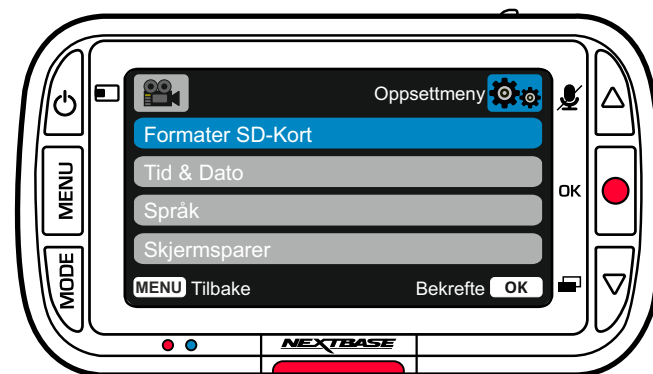 Oppsettmeny
Formater SD-Kort
Tid & Dato
Språk
Skjermsparer
MENU Tilbake
Bekrefte OK
MENU
MODE
OK
NEXTBASE